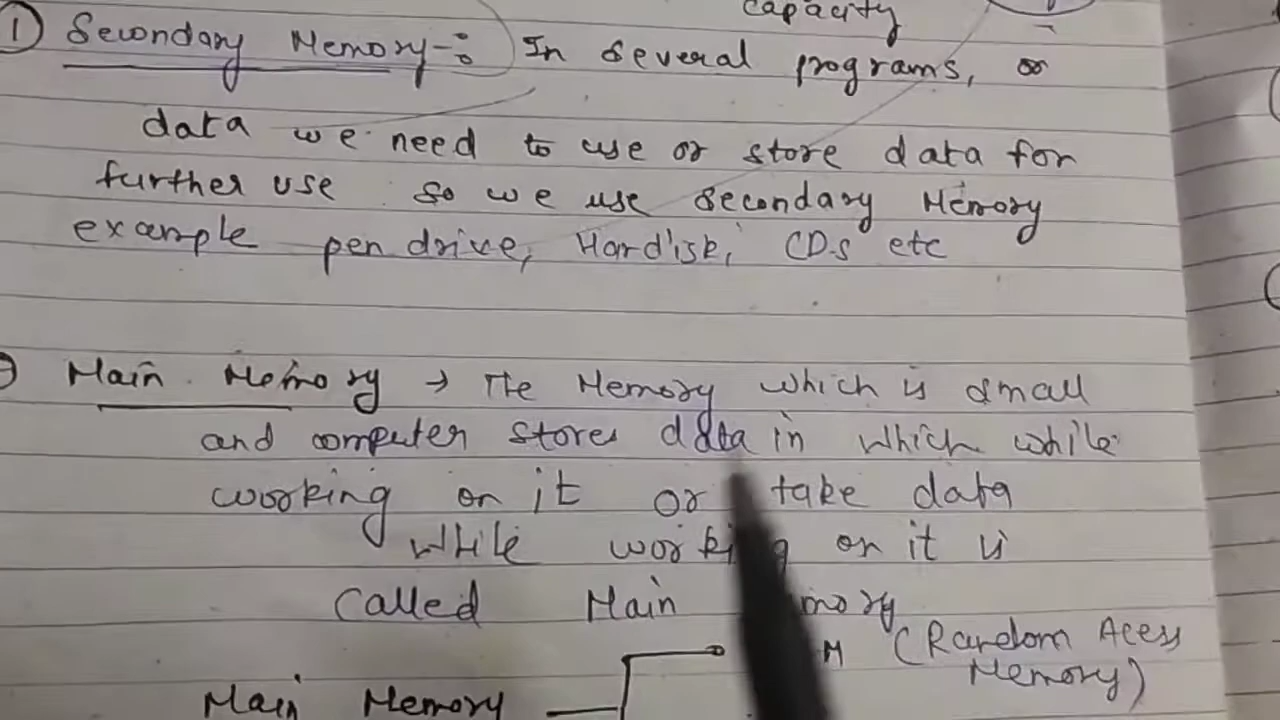 capacity
① Secondary Memory-: In several programs, or
data we need to use or store data for
further use so we use secondary Memory
example pen drive, Hardisk, CDs etc
Main Memory → The Memory which is small
and computer stores data in which while
working on it or take data
while working on it is
called Main
M (Random Acess
Memory)
Main Memory